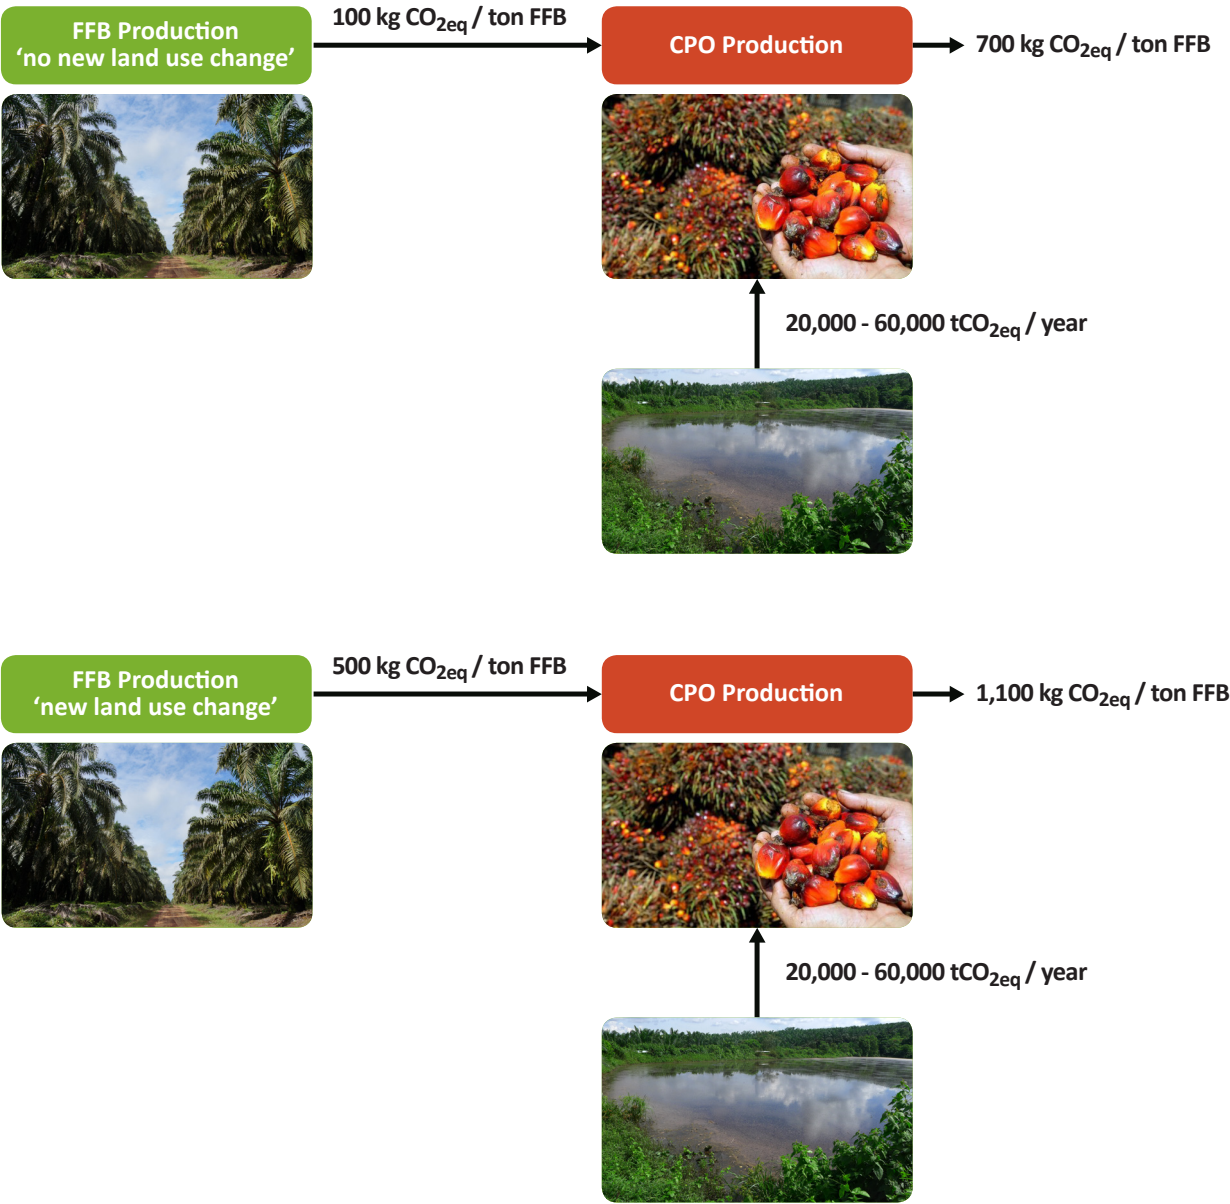 FFB Production
‘no new land use change’
100 kg CO2eq / ton FFB
CPO Production
700 kg CO2eq / ton FFB
20,000 - 60,000 tCO2eq / year
FFB Production
‘new land use change’
500 kg CO2eq / ton FFB
CPO Production
1,100 kg CO2eq / ton FFB
20,000 - 60,000 tCO2eq / year